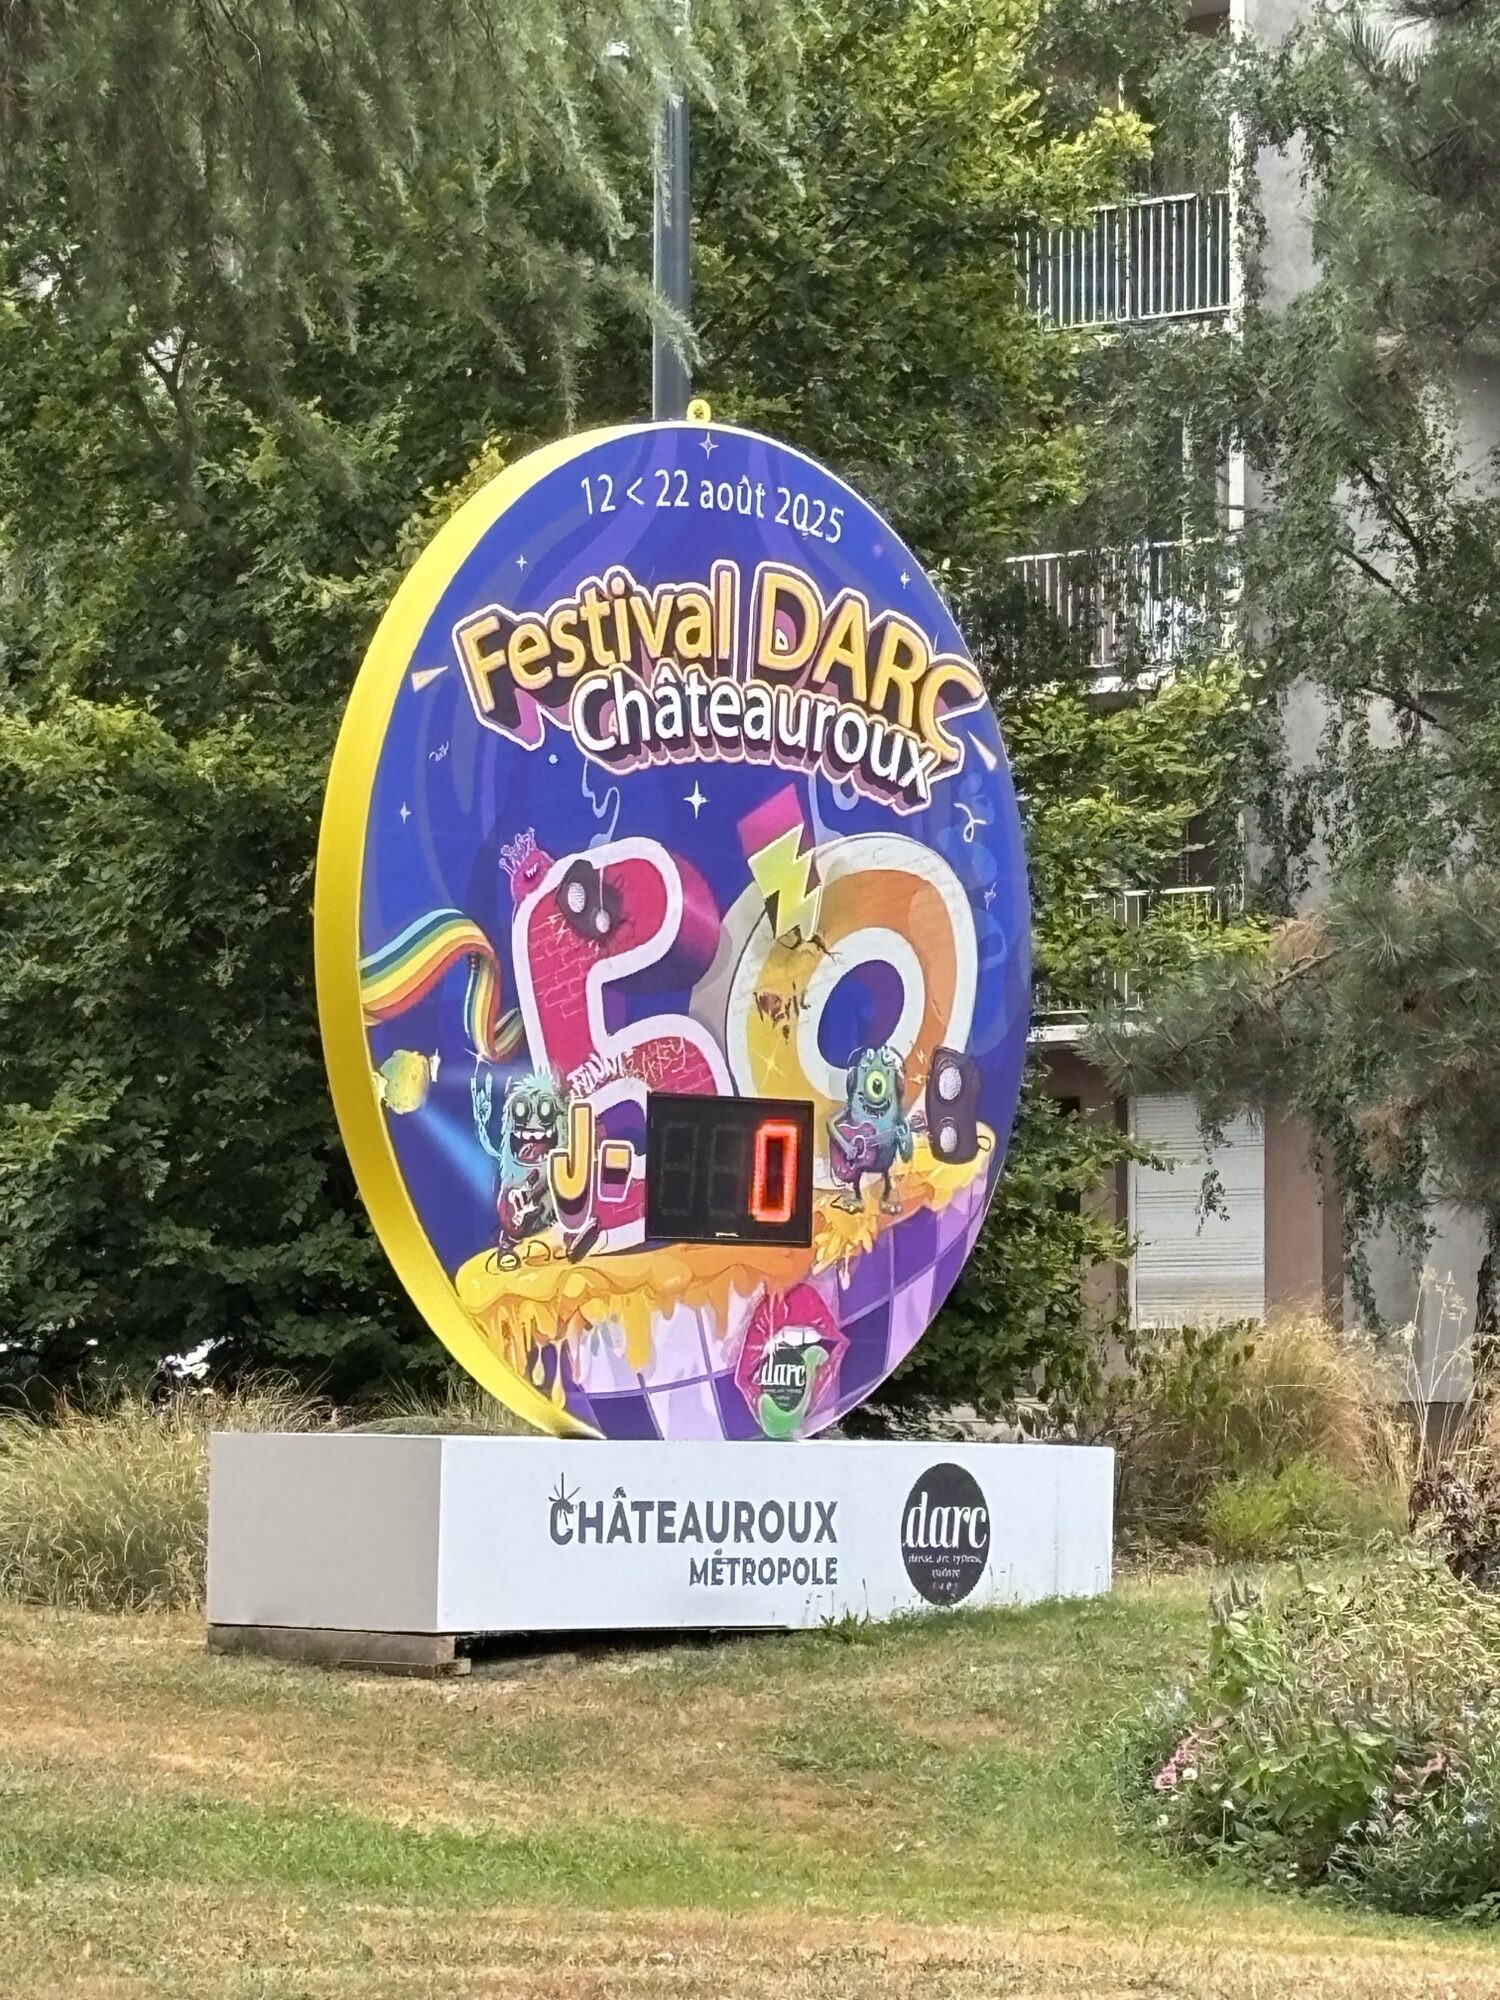 12 < 22 août 2025
Festival DARC
Châteauroux
50
J- 0
darc
CHÂTEAUROUX
MÉTROPOLE
darc